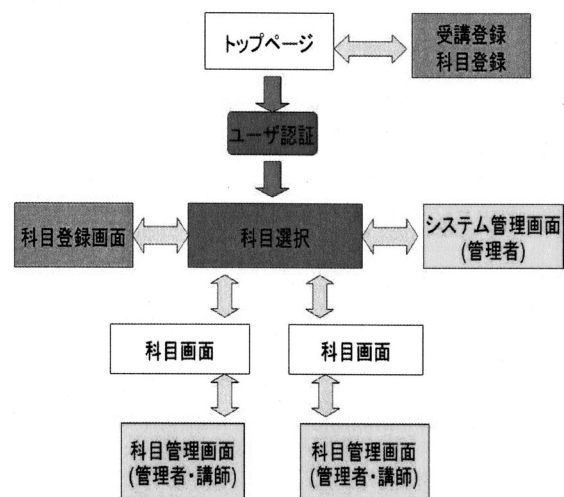 トップページ
受講登録
科目登録
ユーザ認証
科目登録画面
科目選択
システム管理画面
(管理者)
科目画面
科目画面
科目管理画面
(管理者・講師)
科目管理画面
(管理者・講師)